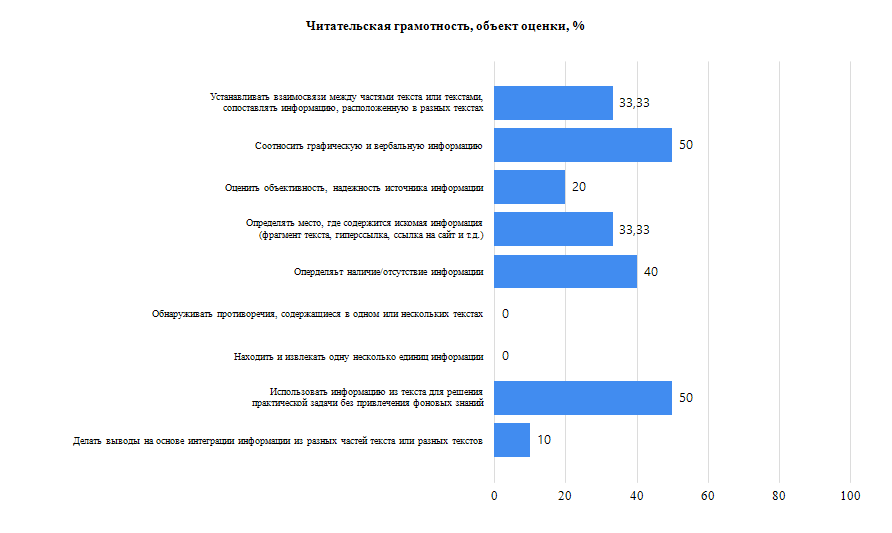 Читательская грамотность, объект оценки, %
Устанавливать взаимосвязи между частями текста или текстами,
сопоставлять информацию, расположенную в разных текстах
33,33
Соотносить графическую и вербальную информацию
50
Оценить объективность, надежность источника информации
20
Определять место, где содержится искомая информация
(фрагмент текста, гиперссылка, ссылка на сайт и т.д.)
33,33
Оперделяьт наличие/отсутствие информации
40
Обнаруживать противоречия, содержащиеся в одном или нескольких текстах
0
Находить и извлекать одну несколько единиц информации
0
Использовать информацию из текста для решения
практической задачи без привлечения фоновых знаний
50
Делать выводы на основе интеграции информации из разных частей текста или разных текстов
10
0 20 40 60 80 100